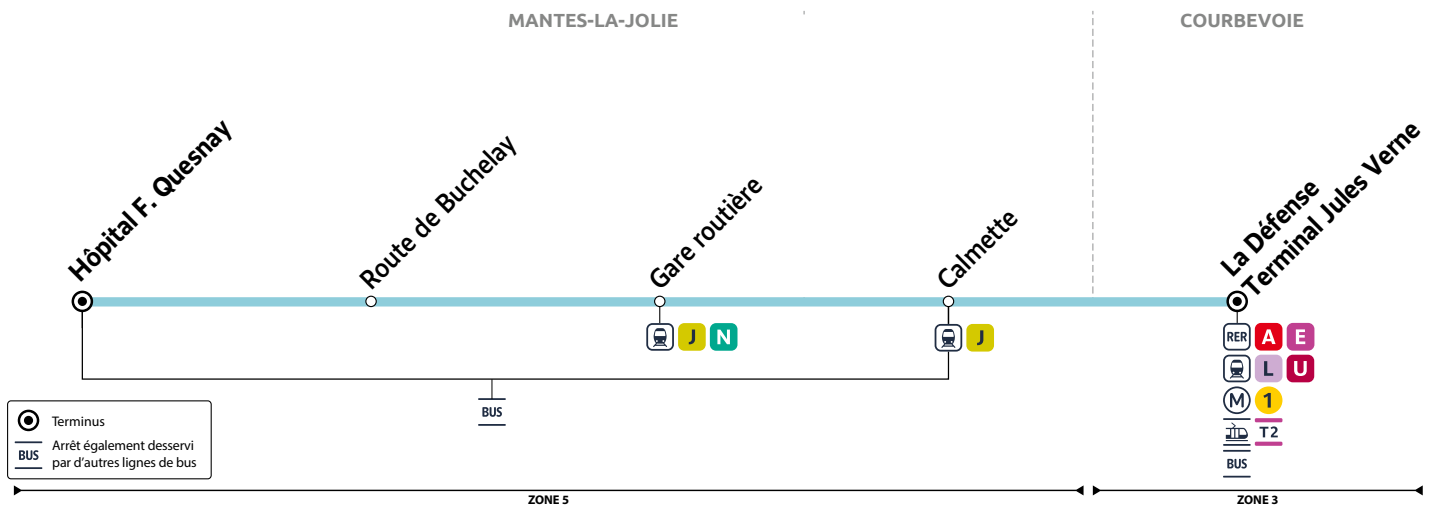 MANTES-LA-JOLIE
COURBEVOIE
Hôpital F. Quesnay
Route de Buchelay
Gare routière
Calmette
La Défense
Terminal Jules Verne
J N
J
RER A E
L U
M 1
T2
BUS
BUS
Terminus
BUS
Arrêt également desservi
par d'autres lignes de bus
ZONE 5
ZONE 3